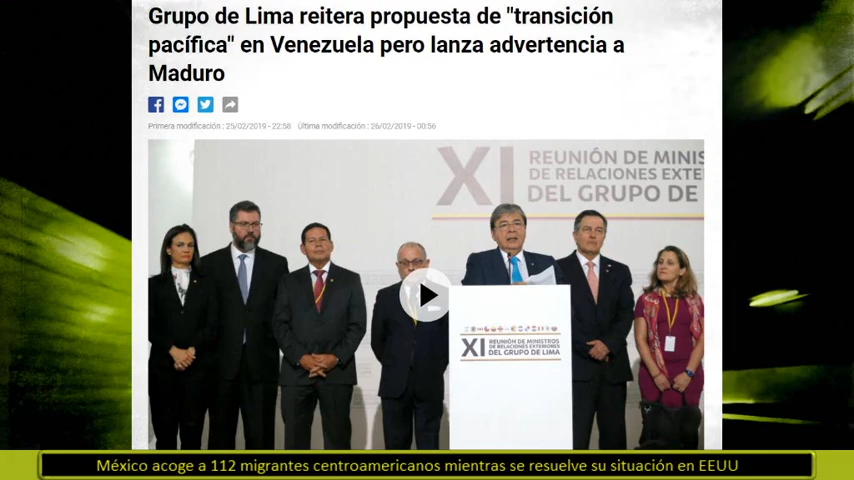 Grupo de Lima reitera propuesta de "transición
pacífica" en Venezuela pero lanza advertencia a
Maduro
Primera modificación : 25/02/2019 - 22:58 Última modificación : 26/02/2019 - 00:56
XI REUNIÓN DE MINIS
DE RELACIONES EXTER
DEL GRUPO DE
XI REUNIÓN DE MINISTROS
DE RELACIONES EXTERIORES
DEL GRUPO DE LIMA
México acoge a 112 migrantes centroamericanos mientras se resuelve su situación en EEUU